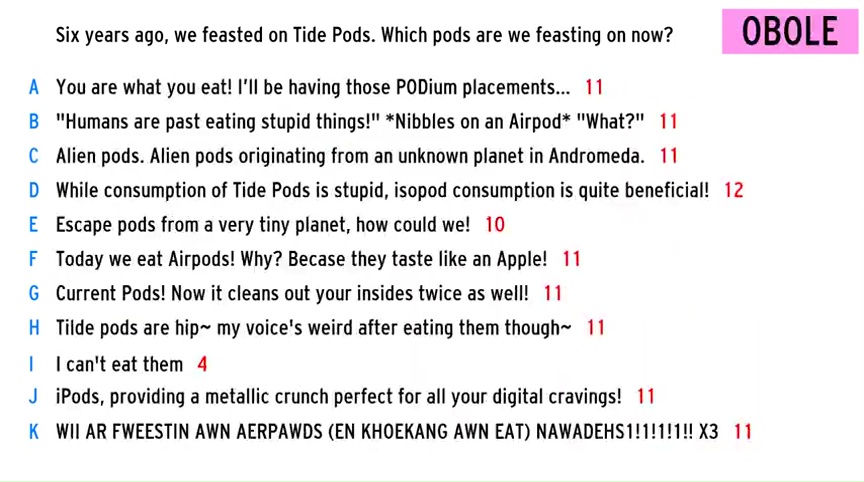 Six years ago, we feasted on Tide Pods. Which pods are we feasting on now?
OBOLE
A You are what you eat! I'll be having those PODium placements... 11
B "Humans are past eating stupid things!" *Nibbles on an Airpod* "What?" 11
C Alien pods. Alien pods originating from an unknown planet in Andromeda. 11
D While consumption of Tide Pods is stupid, isopod consumption is quite beneficial! 12
E Escape pods from a very tiny planet, how could we! 10
F Today we eat Airpods! Why? Becase they taste like an Apple! 11
G Current Pods! Now it cleans out your insides twice as well! 11
H Tilde pods are hip~ my voice's weird after eating them though~ 11
I I can't eat them 4
J iPods, providing a metallic crunch perfect for all your digital cravings! 11
K WII AR FWEESTIN AWN AERPAWDS (EN KHOEKANG AWN EAT) NAWADEHS1!1!1!1!! X3 11